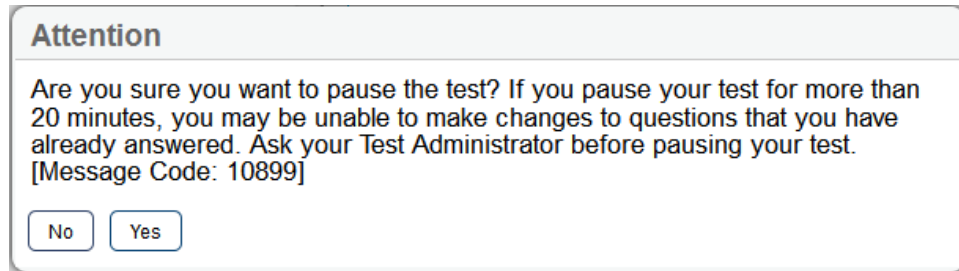 Attention
Are you sure you want to pause the test? If you pause your test for more than
20 minutes, you may be unable to make changes to questions that you have
already answered. Ask your Test Administrator before pausing your test.
[Message Code: 10899]
No Yes